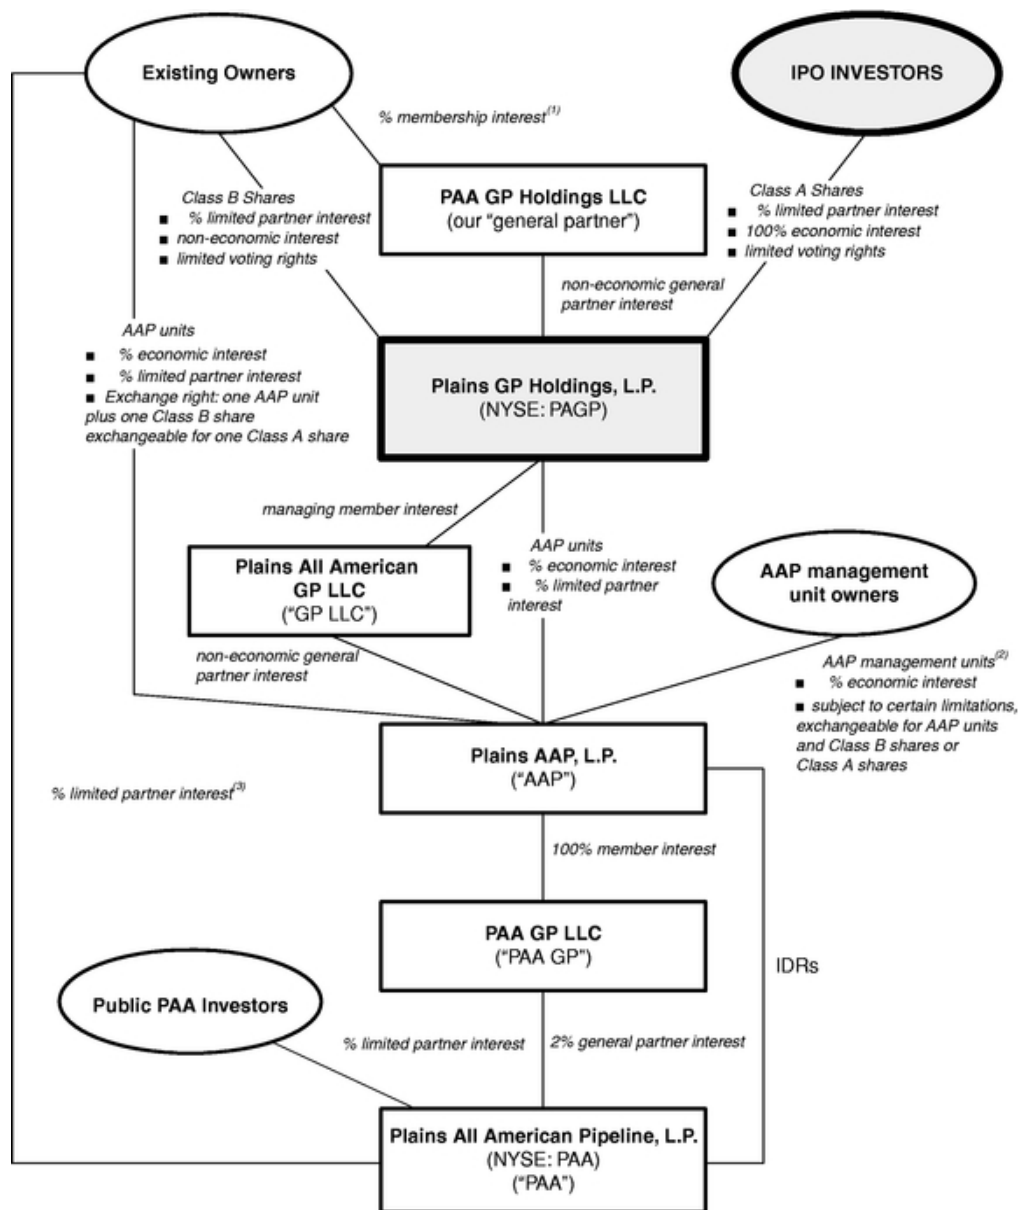 Existing Owners
IPO INVESTORS
% membership interest(1)
PAA GP Holdings LLC
(our “general partner”)
Class B Shares
■ % limited partner interest
■ non-economic interest
■ limited voting rights
Class A Shares
■ % limited partner interest
■ 100% economic interest
■ limited voting rights
non-economic general
partner interest
AAP units
■ % economic interest
■ % limited partner interest
■ Exchange right: one AAP unit
plus one Class B share
exchangeable for one Class A share
Plains GP Holdings, L.P.
(NYSE: PAGP)
managing member interest
Plains All American
GP LLC
(“GP LLC”)
AAP units
■ % economic interest
■ % limited partner
interest
AAP management
unit owners
non-economic general
partner interest
AAP management units(2)
■ % economic interest
■ subject to certain limitations,
exchangeable for AAP units
and Class B shares or
Class A shares
Plains AAP, L.P.
(“AAP”)
% limited partner interest(3)
100% member interest
PAA GP LLC
(“PAA GP”)
IDRs
Public PAA Investors
% limited partner interest
2% general partner interest
Plains All American Pipeline, L.P.
(NYSE: PAA)
(“PAA”)